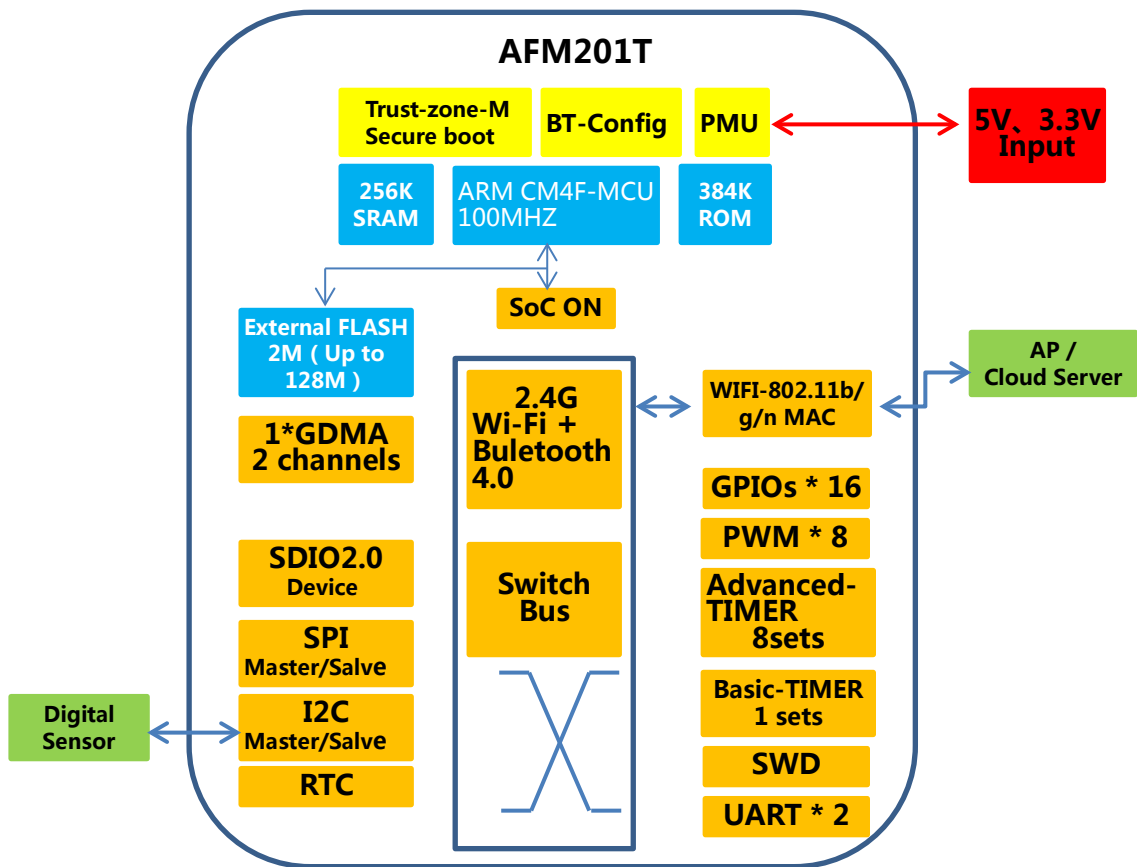 AFM201T
Trust-zone-M
Secure boot
BT-Config
PMU
5V、3.3V
Input
256K
SRAM
ARM CM4F-MCU
100MHZ
384K
ROM
SoC ON
External FLASH
2M（Up to
128M）
AP /
Cloud Server
2.4G
Wi-Fi +
Buletooth
4.0
WIFI-802.11b/
g/n MAC
1*GDMA
2 channels
GPIOs * 16
PWM * 8
SDIO2.0
Device
Switch
Bus
Advanced-
TIMER
8sets
SPI
Master/Salve
Basic-TIMER
1 sets
Digital
Sensor
I2C
Master/Salve
SWD
RTC
UART * 2